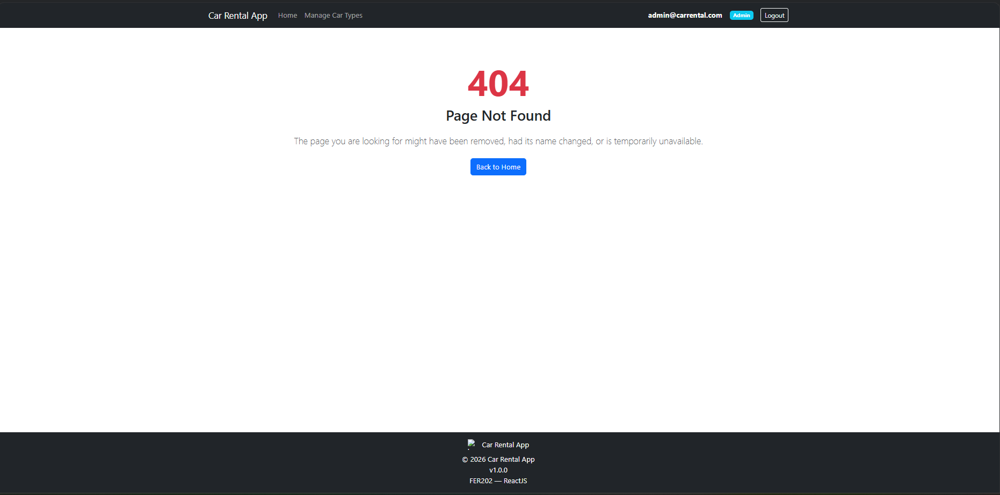 Car Rental App Home Manage Car Types admin@carrental.com Admin Logout
404
Page Not Found
The page you are looking for might have been removed, had its name changed, or is temporarily unavailable.
Back to Home
Car Rental App
© 2026 Car Rental App
v1.0.0
FER202 — ReactJS